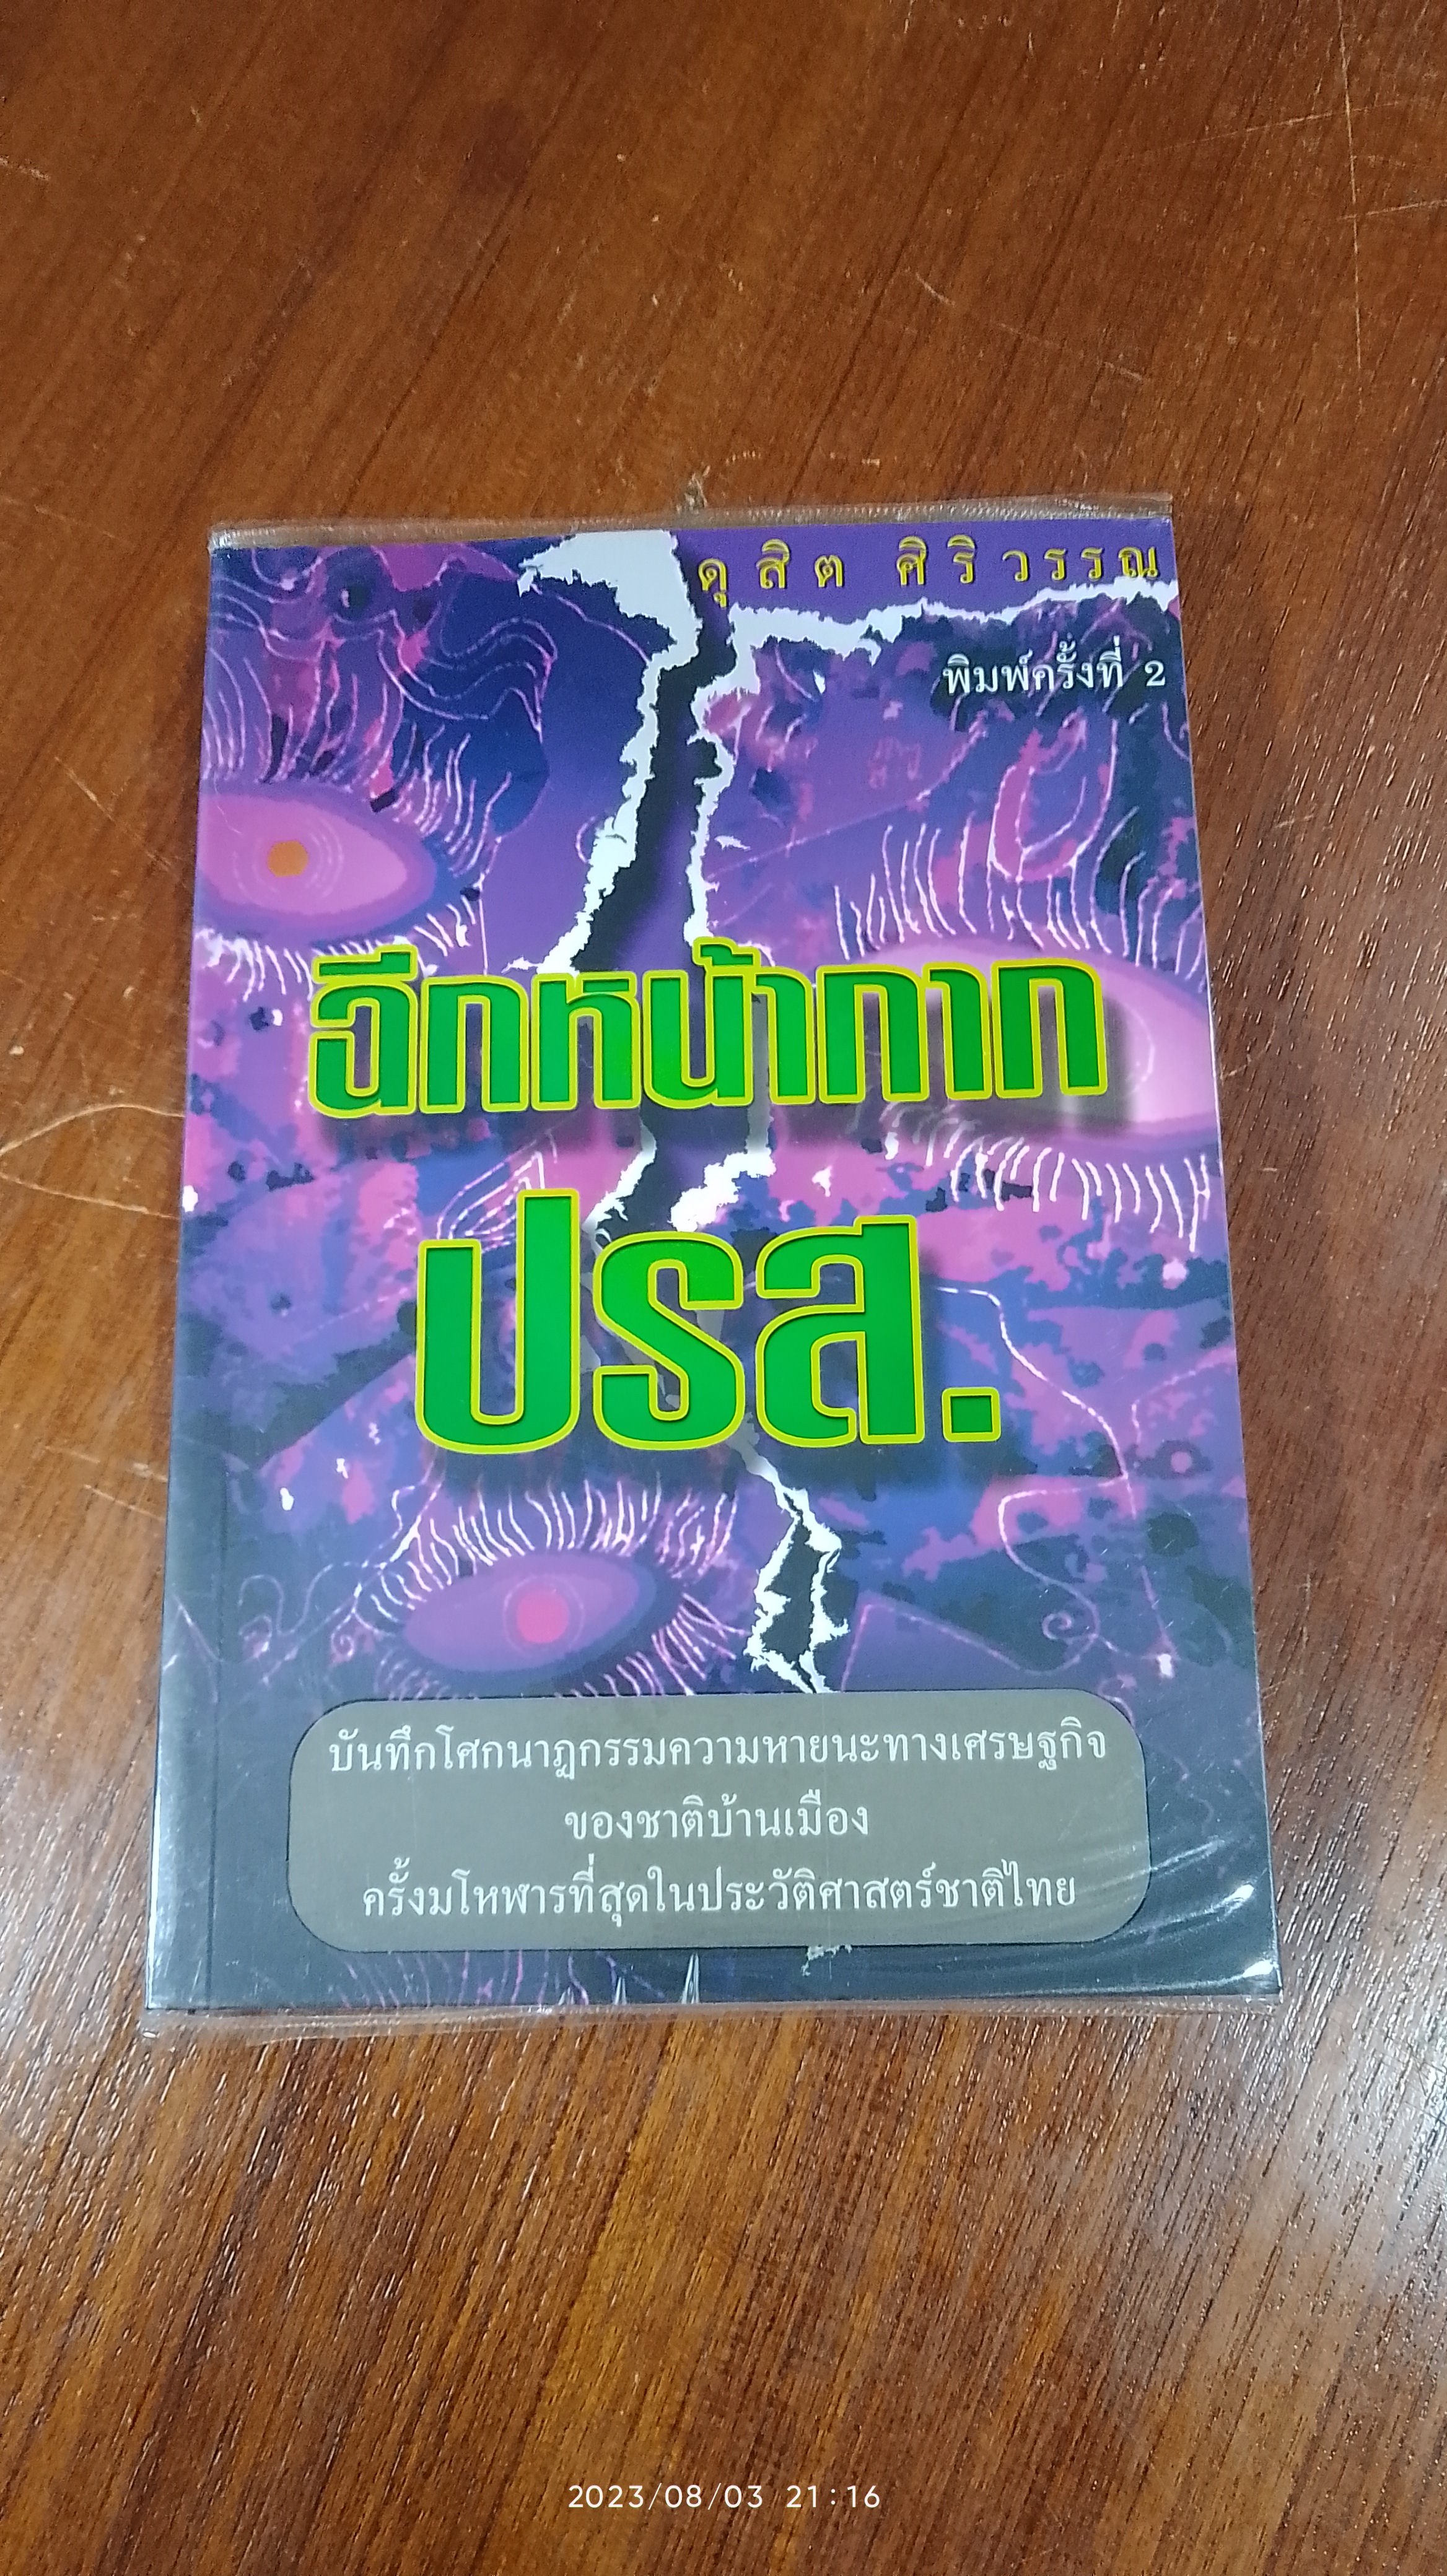 ดุสิต ศิริวรรณ
พิมพ์ครั้งที่ 2
ฉีกหน้ากาก
ปรส.
บันทึกโศกนาฏกรรมความหายนะทางเศรษฐกิจ
ของชาติบ้านเมือง
ครั้งมโหฬารที่สุดในประวัติศาสตร์ชาติไทย
2023/08/03 21:16